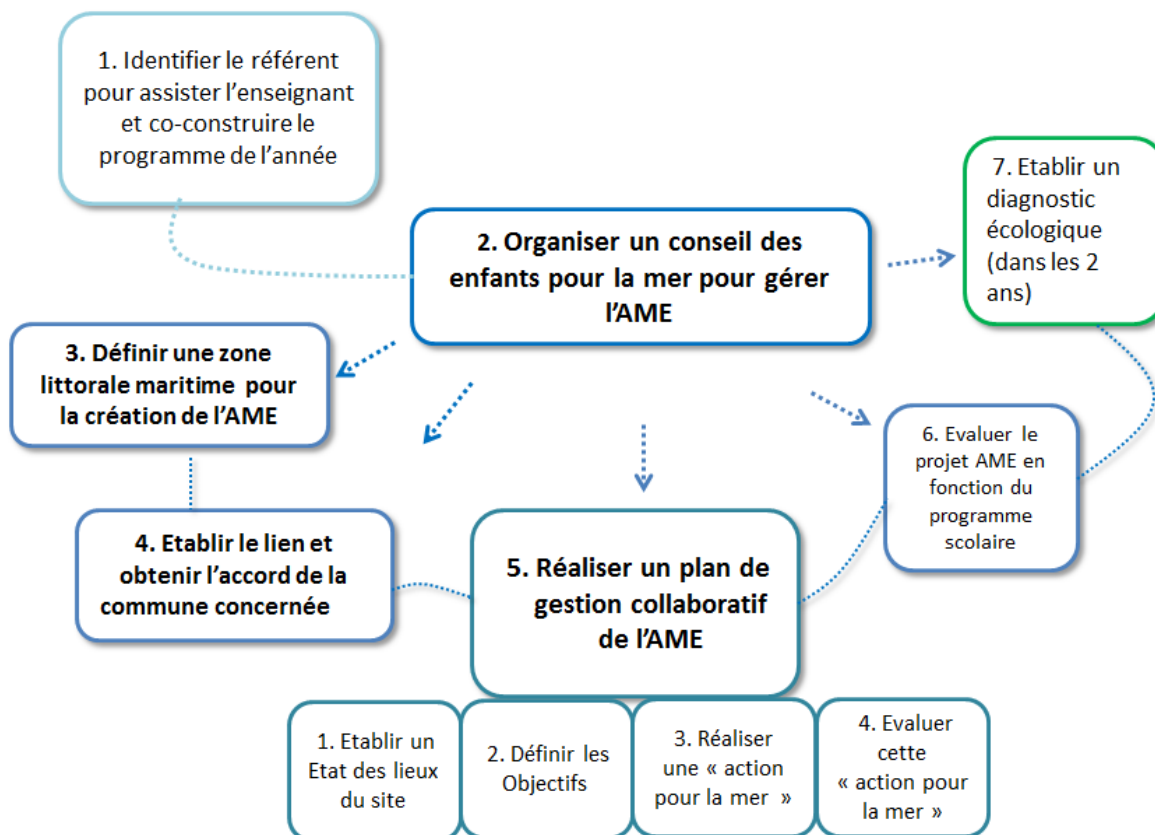 1. Identifier le référent
pour assister l’enseignant
et co-construire le
programme de l’année
2. Organiser un conseil des
enfants pour la mer pour gérer
l’AME
3. Définir une zone
littorale maritime pour
la création de l’AME
4. Etablir le lien et
obtenir l’accord de la
commune concernée
5. Réaliser un plan de
gestion collaboratif
de l’AME
1. Etablir un
Etat des lieux
du site
2. Définir les
Objectifs
3. Réaliser
une « action
pour la mer »
4. Evaluer
cette
« action pour
la mer »
6. Evaluer le
projet AME en
fonction du
programme
scolaire
7. Etablir un
diagnostic
écologique
(dans les 2
ans)